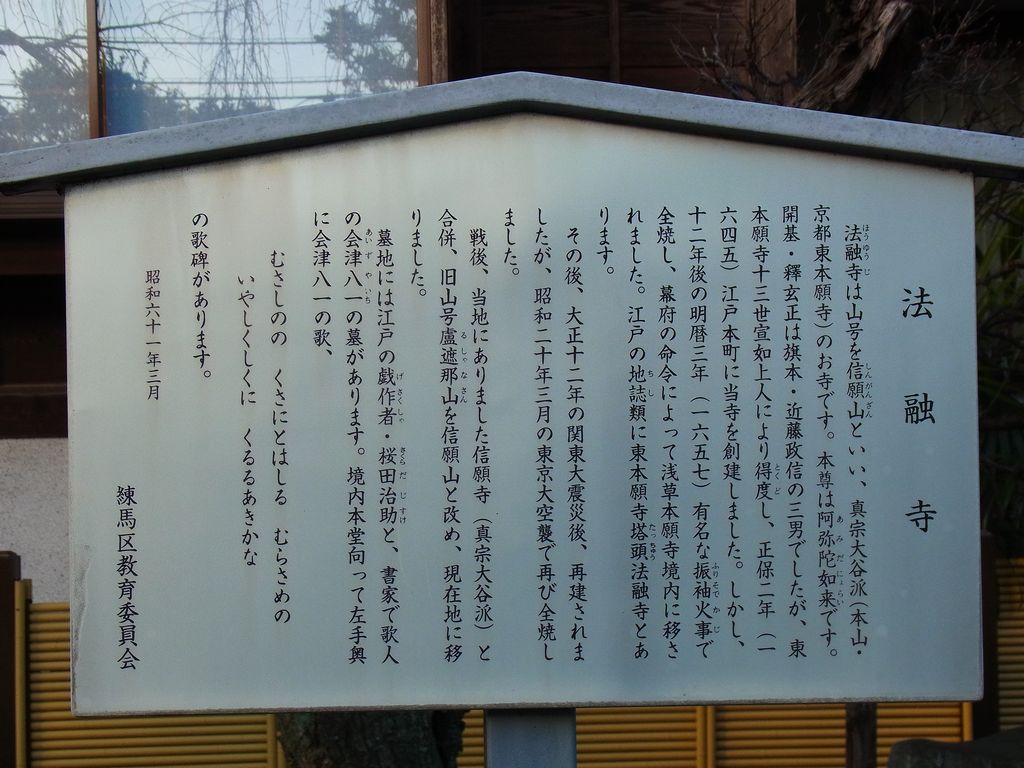 法融寺
法融寺は山号を信願山といい、真宗大谷派(本山・
京都東本願寺)のお寺です。本尊は阿弥陀如来です。
開基・釋玄正は旗本・近藤政信の三男でしたが、東
本願寺十三世宣如上人により得度し、正保二年(一
六四五)江戸本町に当寺を創建しました。しかし、
十二年後の明暦三年(一六五七)有名な振袖火事で
全焼し、幕府の命令によって浅草本願寺境内に移さ
れました。江戸の地誌類に東本願寺塔頭法融寺とあ
ります。
その後、大正十二年の関東大震災後、再建されま
したが、昭和二十年三月の東京大空襲で再び全焼し
ました。
戦後、当地にありました信願寺(真宗大谷派)と
合併、旧山号盧遮那山を信願山と改め、現在地に移
りました。
墓地には江戸の戯作者・桜田治助と、書家で歌人
の会津八一の墓があります。境内本堂向って左手奥
に会津八一の歌、
むさしのの くさにとはしる むらさめの
いやしくしくに くるるあきかな
の歌碑があります。
昭和六十一年三月
練馬区教育委員会